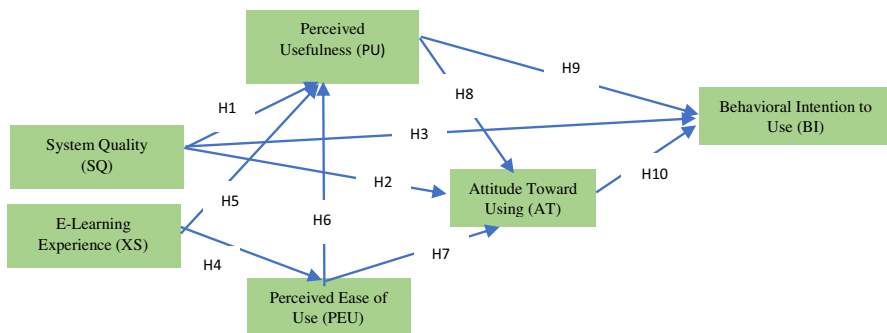 Perceived
Usefulness (PU)
H9
H8
H1
Behavioral Intention to
Use (BI)
H3
System Quality
(SQ)
H10
H2
Attitude Toward
Using (AT)
H5
E-Learning
Experience (XS)
H6
H7
H4
Perceived Ease of
Use (PEU)